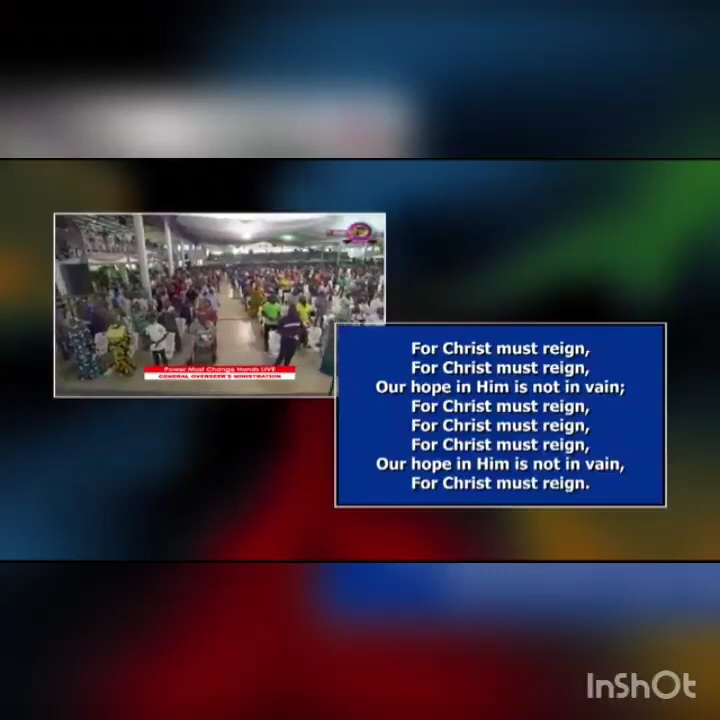 Power Must Change Hands LIVE
GENERAL OVERSEER'S MINISTRATION
For Christ must reign,
For Christ must reign,
Our hope in Him is not in vain;
For Christ must reign,
For Christ must reign,
For Christ must reign,
Our hope in Him is not in vain,
For Christ must reign.
InShOt